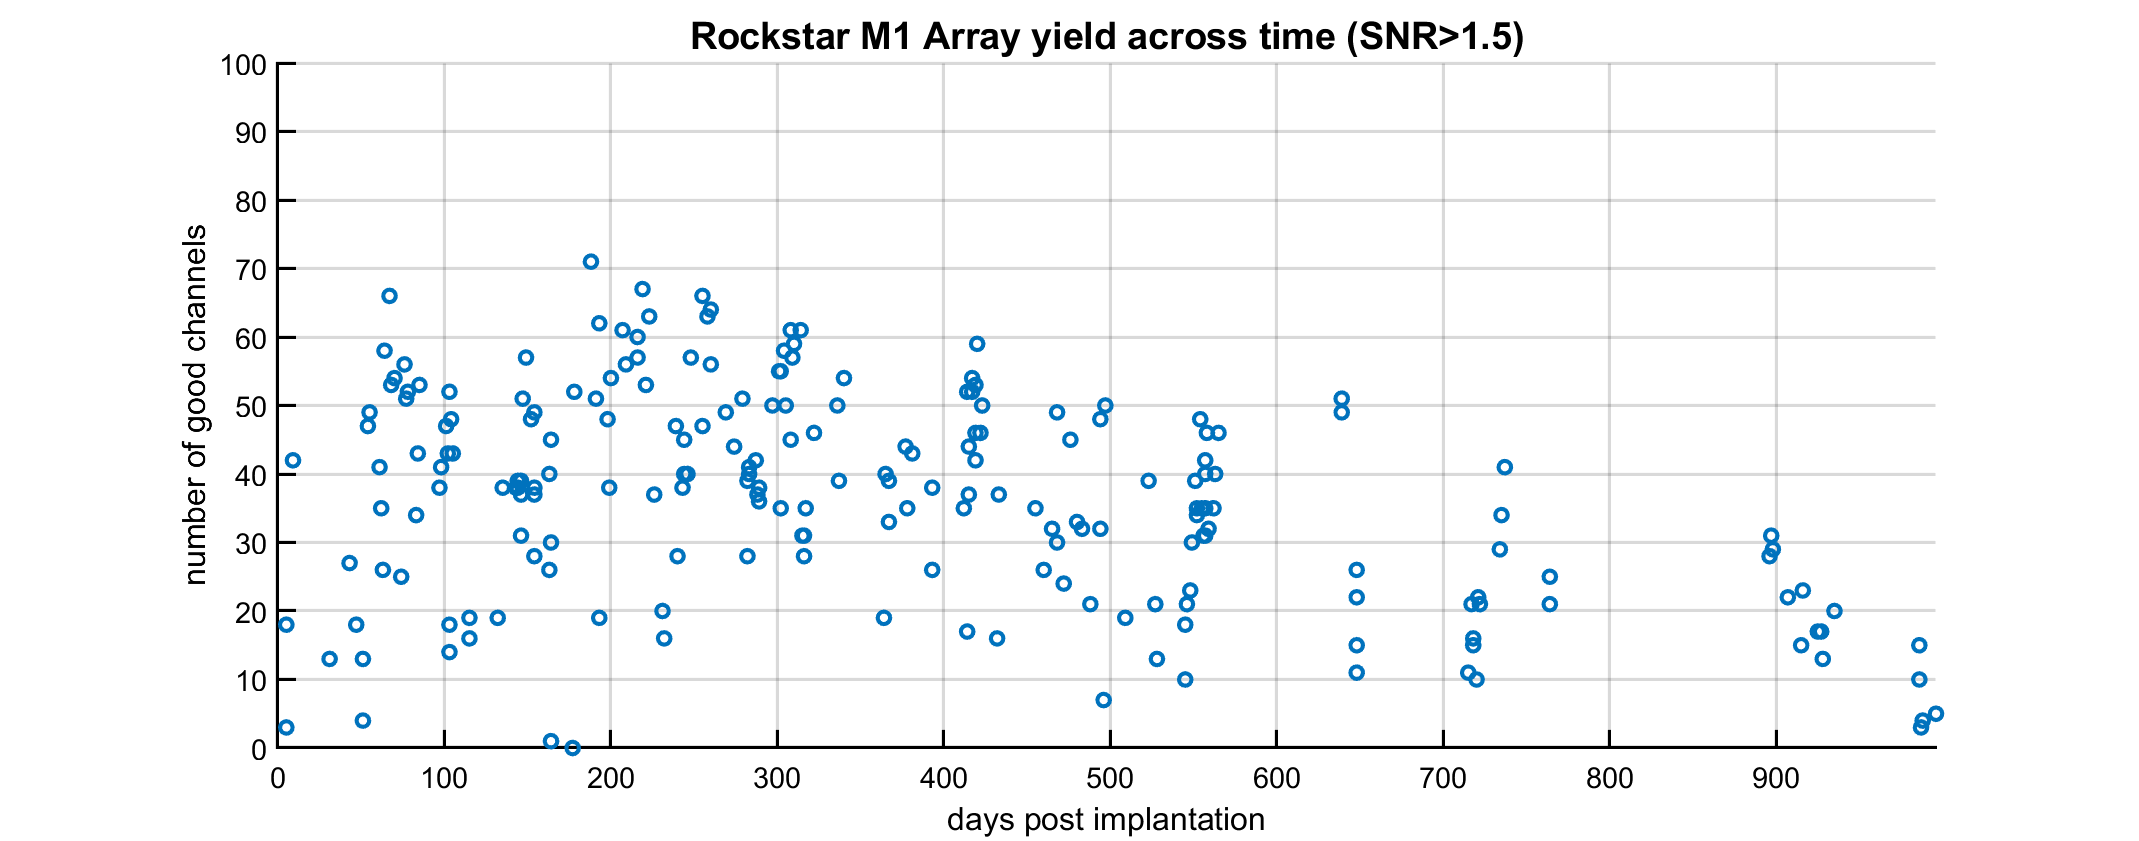 Rockstar M1 Array yield across time (SNR>1.5)
100
90
80
70
60
50
40
30
20
10
0
number of good channels
0 100 200 300 400 500 600 700 800 900
days post implantation